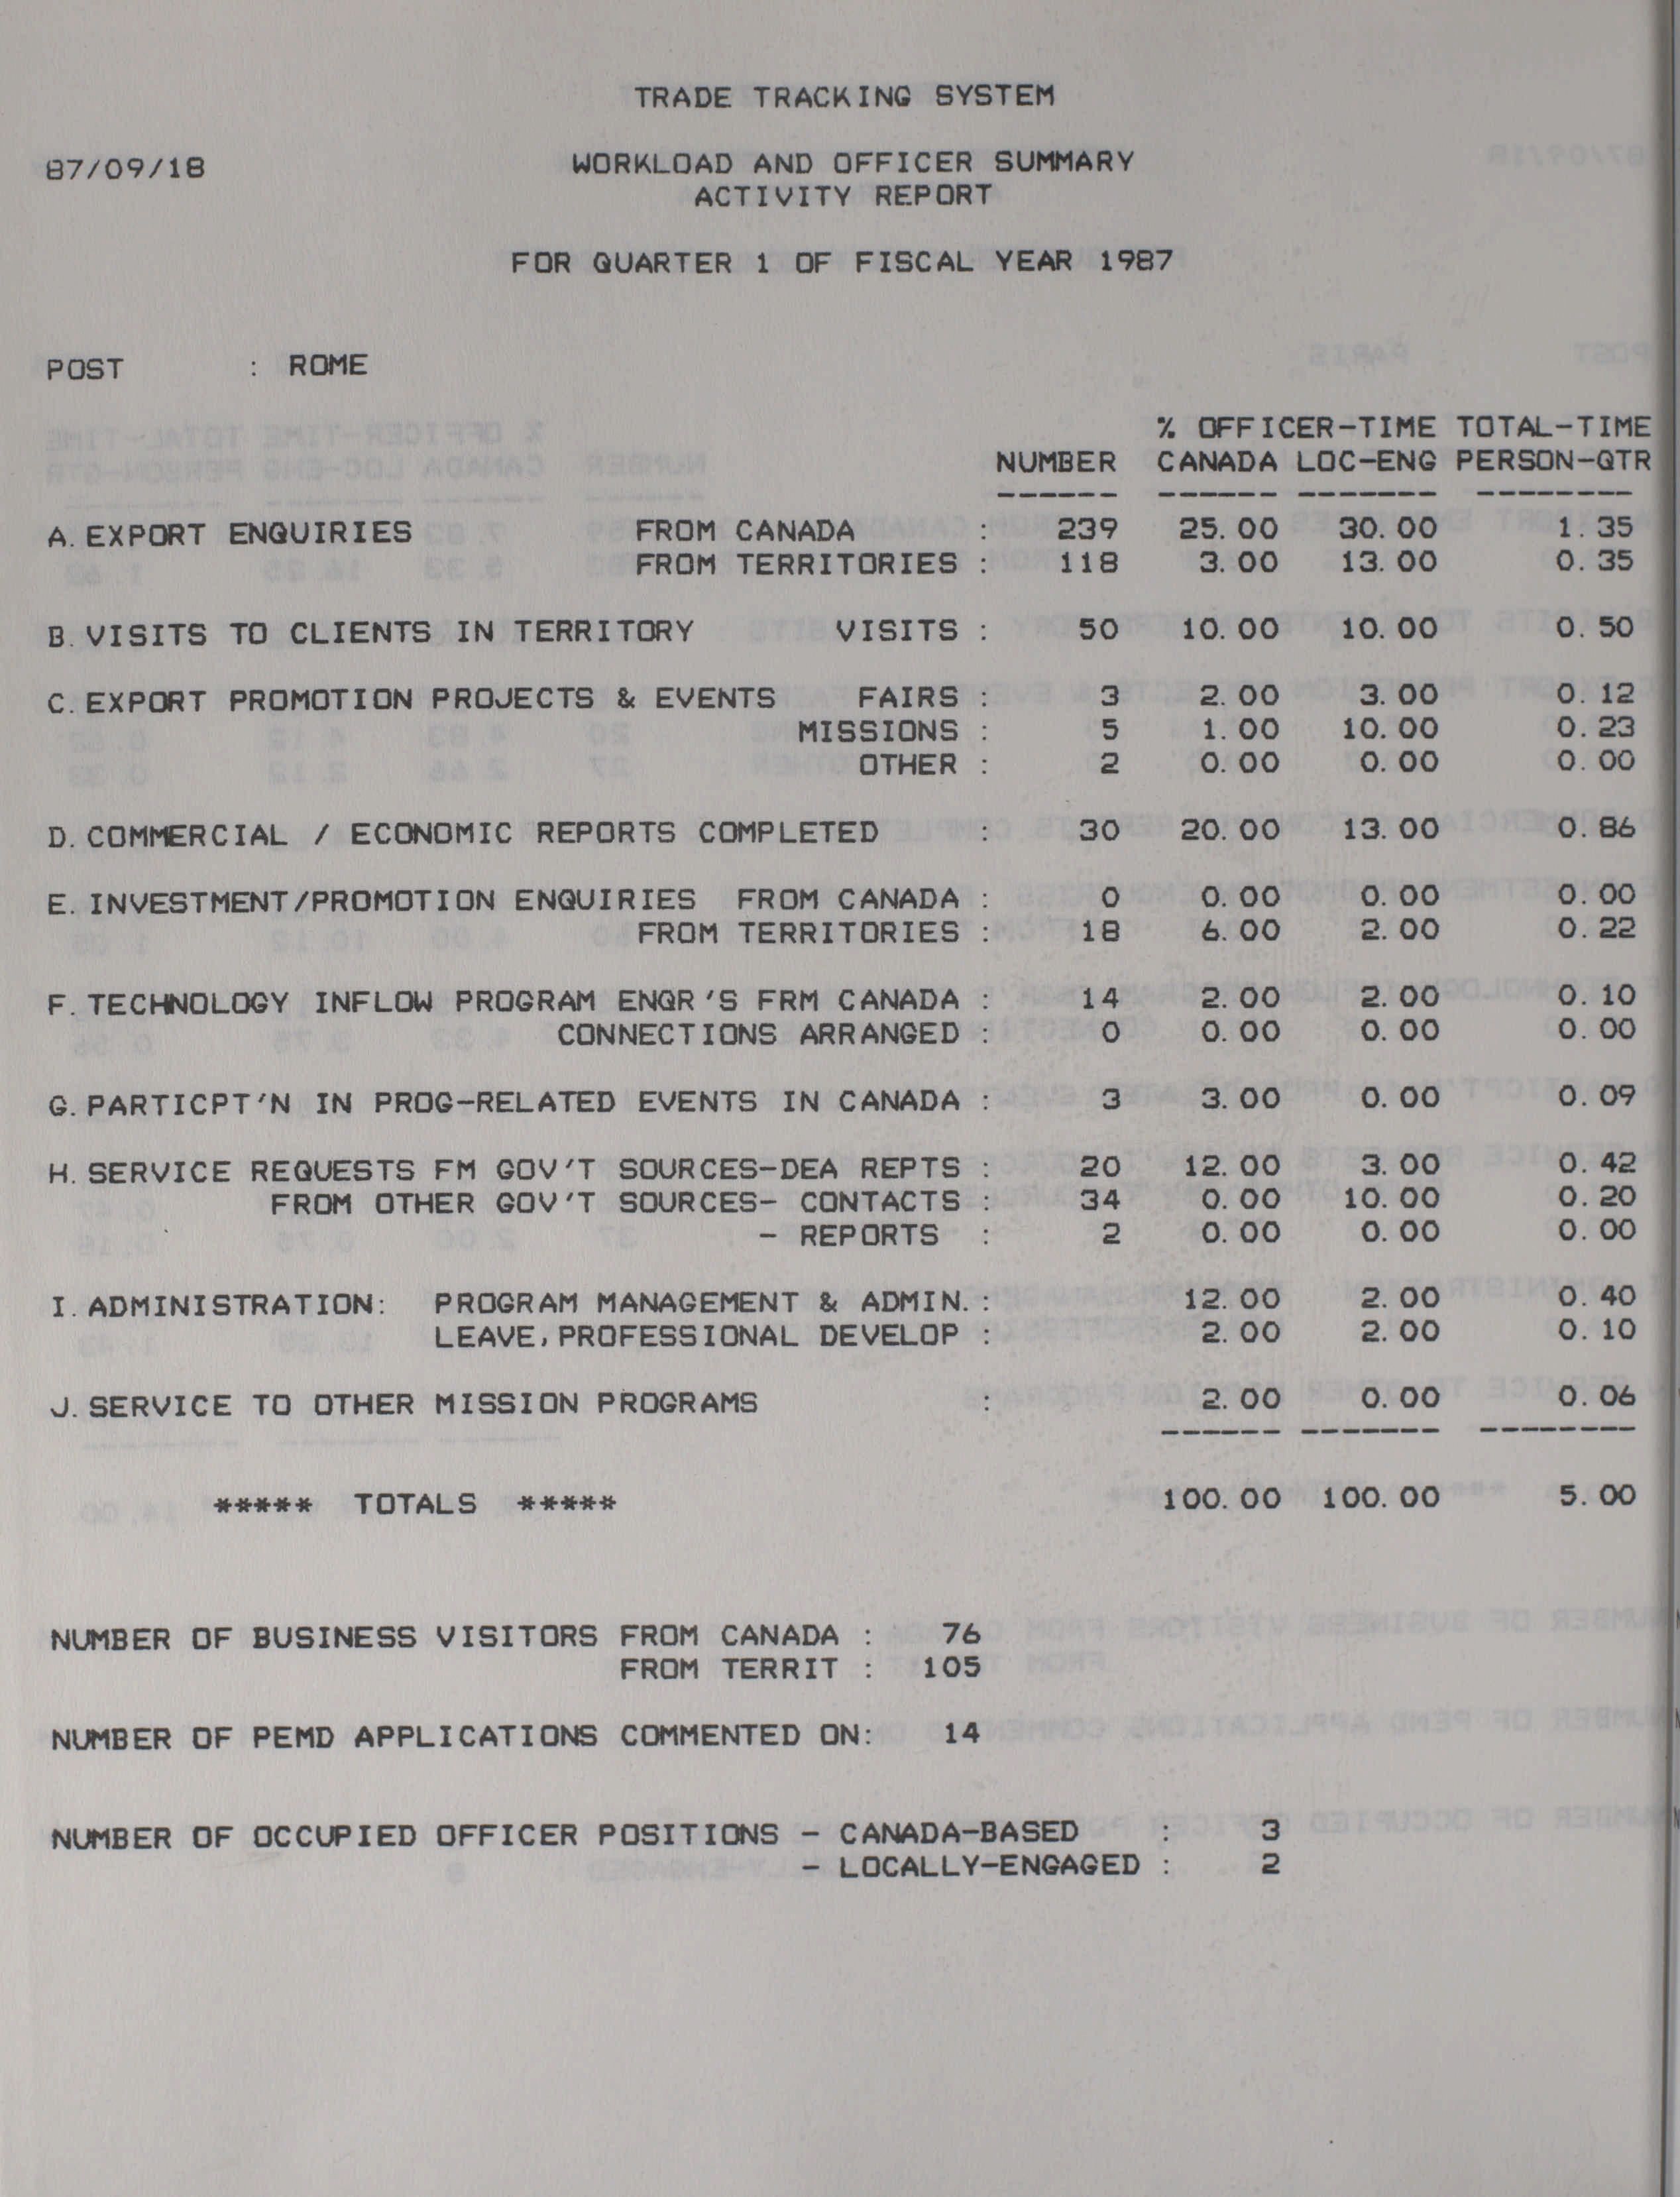 TRADE TRACKING SYSTEM
87/09/18 WORKLOAD AND OFFICER SUMMARY
ACTIVITY REPORT
FOR QUARTER 1 OF FISCAL YEAR 1987
POST : ROME
% OFFICER-TIME TOTAL-TIME
NUMBER CANADA LOC-ENG PERSON-QTR
------ ------ ------- --------
A. EXPORT ENQUIRIES FROM CANADA : 239 25.00 30.00 1.35
FROM TERRITORIES : 118 3.00 13.00 0.35
B. VISITS TO CLIENTS IN TERRITORY VISITS : 50 10.00 10.00 0.50
C. EXPORT PROMOTION PROJECTS & EVENTS FAIRS : 3 2.00 3.00 0.12
MISSIONS : 5 1.00 10.00 0.23
OTHER : 2 0.00 0.00 0.00
D. COMMERCIAL / ECONOMIC REPORTS COMPLETED : 30 20.00 13.00 0.86
E. INVESTMENT/PROMOTION ENQUIRIES FROM CANADA : 0 0.00 0.00 0.00
FROM TERRITORIES : 18 6.00 2.00 0.22
F. TECHNOLOGY INFLOW PROGRAM ENQR'S FRM CANADA : 14 2.00 2.00 0.10
CONNECTIONS ARRANGED : 0 0.00 0.00 0.00
G. PARTICPT'N IN PROG-RELATED EVENTS IN CANADA : 3 3.00 0.00 0.09
H. SERVICE REQUESTS FM GOV'T SOURCES-DEA REPTS : 20 12.00 3.00 0.42
FROM OTHER GOV'T SOURCES- CONTACTS : 34 0.00 10.00 0.20
- REPORTS : 2 0.00 0.00 0.00
I. ADMINISTRATION: PROGRAM MANAGEMENT & ADMIN. : 12.00 2.00 0.40
LEAVE, PROFESSIONAL DEVELOP : 2.00 2.00 0.10
J. SERVICE TO OTHER MISSION PROGRAMS : 2.00 0.00 0.06
------ ------- --------
***** TOTALS ***** 100.00 100.00 5.00
NUMBER OF BUSINESS VISITORS FROM CANADA : 76
FROM TERRIT : 105
NUMBER OF PEMD APPLICATIONS COMMENTED ON: 14
NUMBER OF OCCUPIED OFFICER POSITIONS - CANADA-BASED : 3
- LOCALLY-ENGAGED : 2